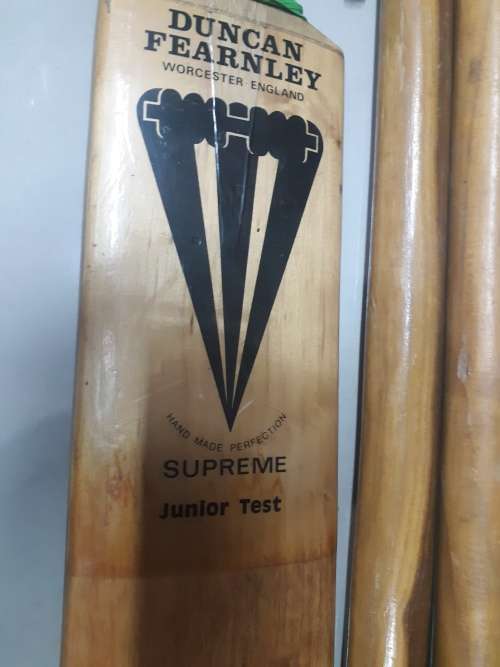 DUNCAN
FEARNLEY
WORCESTER · ENGLAND
HAND MADE PERFECTION
SUPREME
Junior Test